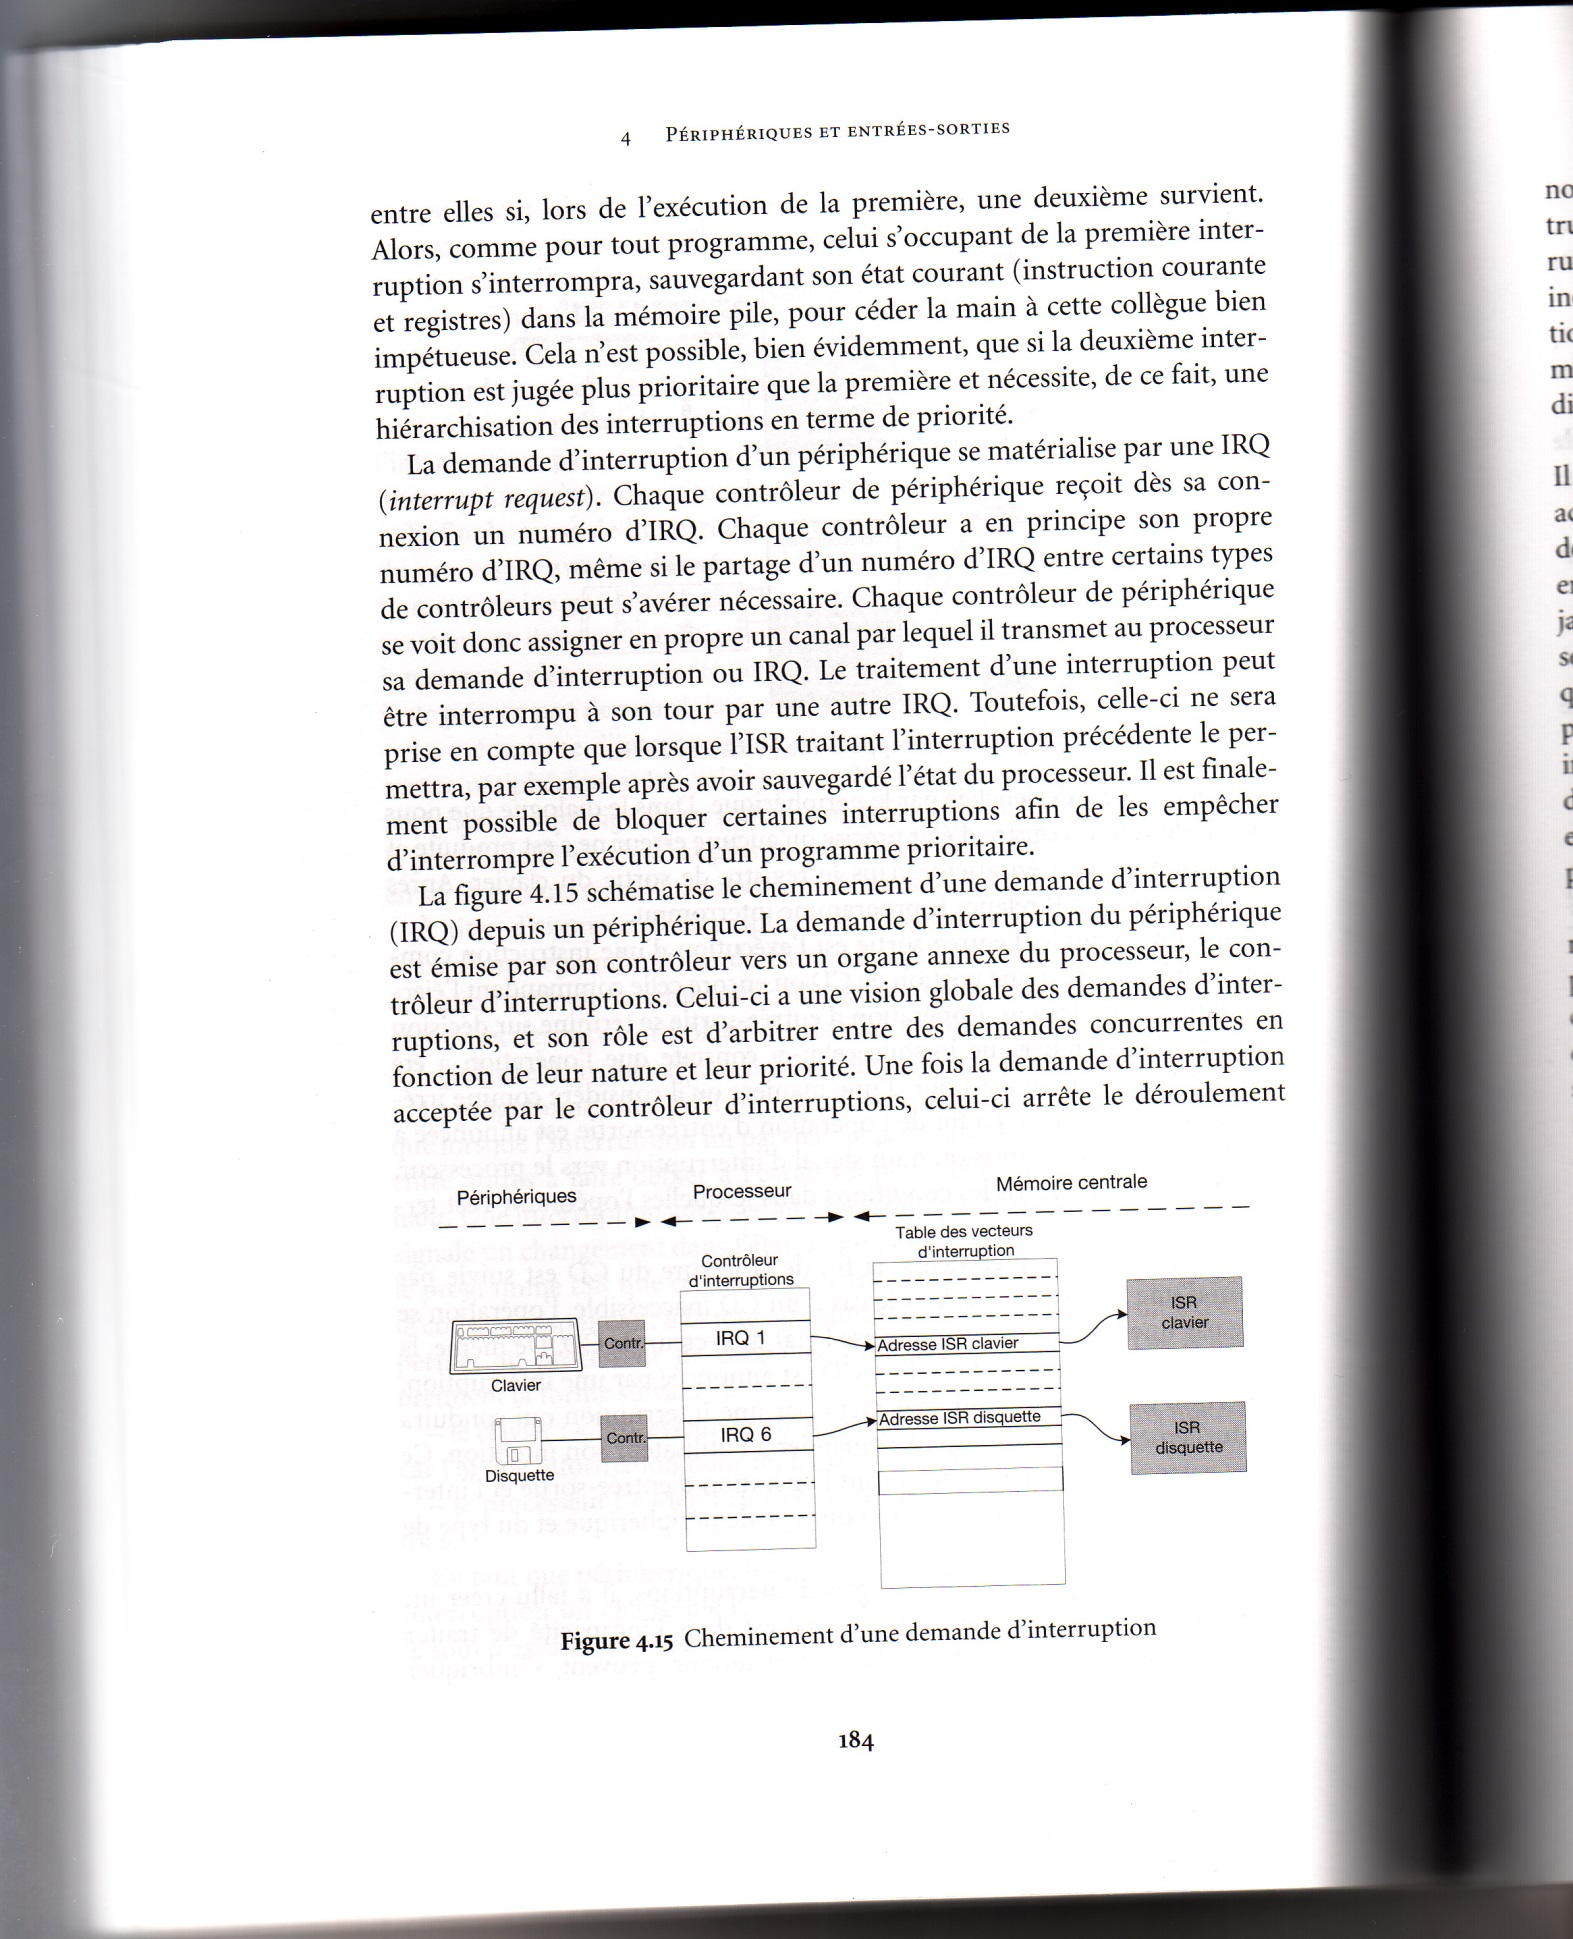 4 PÉRIPHÉRIQUES ET ENTRÉES-SORTIES
entre elles si, lors de l'exécution de la première, une deuxième survient.
Alors, comme pour tout programme, celui s'occupant de la première inter-
ruption s'interrompra, sauvegardant son état courant (instruction courante
et registres) dans la mémoire pile, pour céder la main à cette collègue bien
impétueuse. Cela n'est possible, bien évidemment, que si la deuxième inter-
ruption est jugée plus prioritaire que la première et nécessite, de ce fait, une
hiérarchisation des interruptions en terme de priorité.
La demande d'interruption d'un périphérique se matérialise par une IRQ
(interrupt request). Chaque contrôleur de périphérique reçoit dès sa con-
nexion un numéro d'IRQ. Chaque contrôleur a en principe son propre
numéro d'IRQ, même si le partage d'un numéro d'IRQ entre certains types
de contrôleurs peut s'avérer nécessaire. Chaque contrôleur de périphérique
se voit donc assigner en propre un canal par lequel il transmet au processeur
sa demande d'interruption ou IRQ. Le traitement d'une interruption peut
être interrompu à son tour par une autre IRQ. Toutefois, celle-ci ne sera
prise en compte que lorsque l'ISR traitant l'interruption précédente le per-
mettra, par exemple après avoir sauvegardé l'état du processeur. Il est finale-
ment possible de bloquer certaines interruptions afin de les empêcher
d'interrompre l'exécution d'un programme prioritaire.
La figure 4.15 schématise le cheminement d'une demande d'interruption
(IRQ) depuis un périphérique. La demande d'interruption du périphérique
est émise par son contrôleur vers un organe annexe du processeur, le con-
trôleur d'interruptions. Celui-ci a une vision globale des demandes d'inter-
ruptions, et son rôle est d'arbitrer entre des demandes concurrentes en
fonction de leur nature et leur priorité. Une fois la demande d'interruption
acceptée par le contrôleur d'interruptions, celui-ci arrête le déroulement
Périphériques Processeur Mémoire centrale
Table des vecteurs
d'interruption
Contrôleur
d'interruptions
ISR
clavier
Contr.
IRQ 1
Adresse ISR clavier
Clavier
Adresse ISR disquette
Contr.
IRQ 6
ISR
disquette
Disquette
Figure 4.15 Cheminement d'une demande d'interruption
184